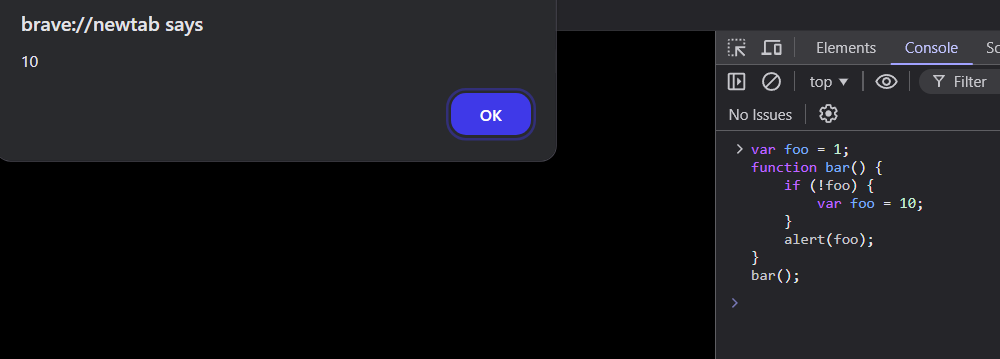 brave://newtab says
10
OK
Elements Console Sc
top Filter
No Issues
var foo = 1;
function bar() {
    if (!foo) {
        var foo = 10;
    }
    alert(foo);
}
bar();